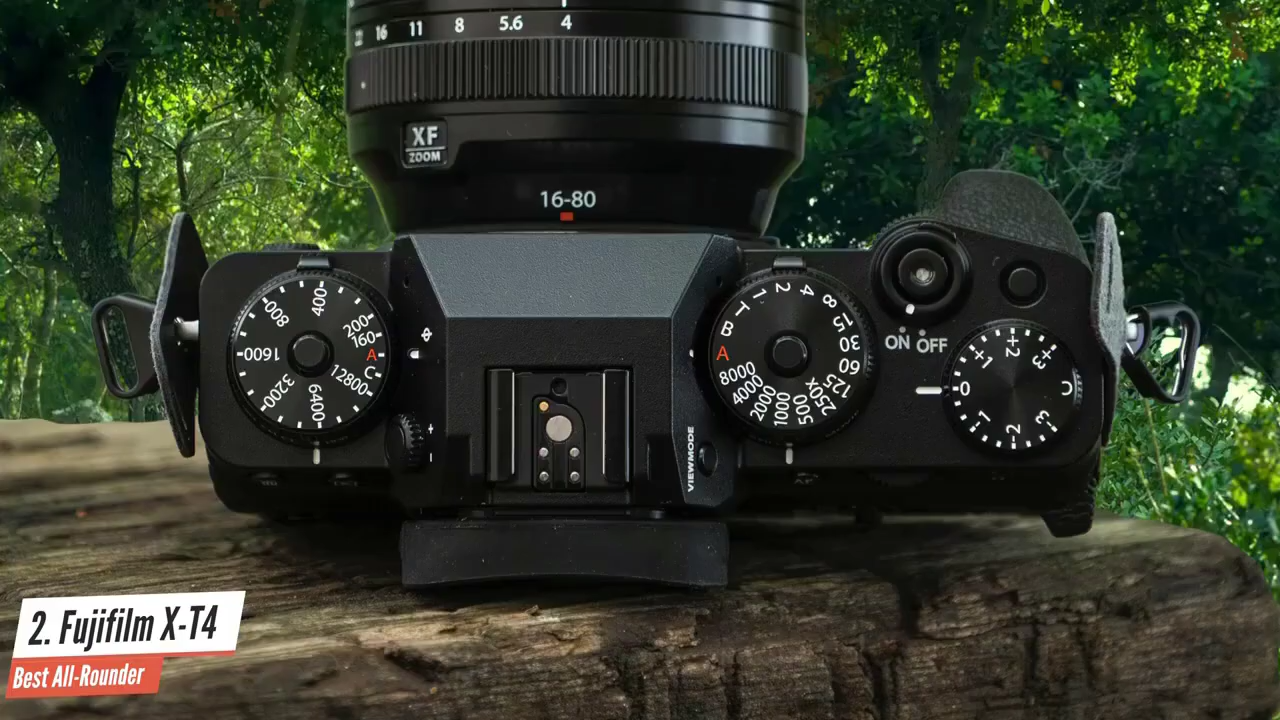 16 11 8 5.6 4
XF
ZOOM
16-80
400
200
160
A
C
12800
6400
3200
1600
800
+
-
VIEWMODE
B T 1 2 4 8 15 30 60 125 250X 500 1000 2000 4000 8000 A
ON OFF
+1 +2 +3 C 3 -2 1 0
2. Fujifilm X-T4
Best All-Rounder